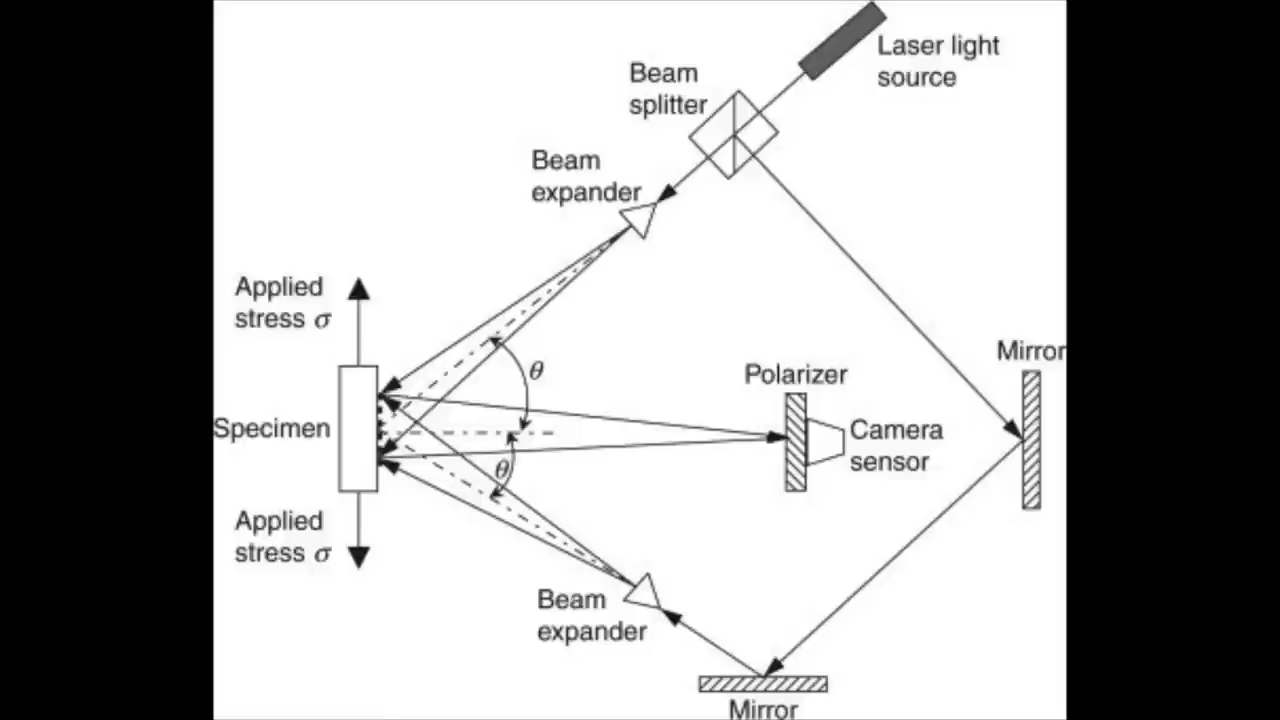 Laser light
source
Beam
splitter
Beam
expander
Applied
stress σ
θ
Mirror
Polarizer
Specimen
Camera
sensor
θ
Applied
stress σ
Beam
expander
Mirror